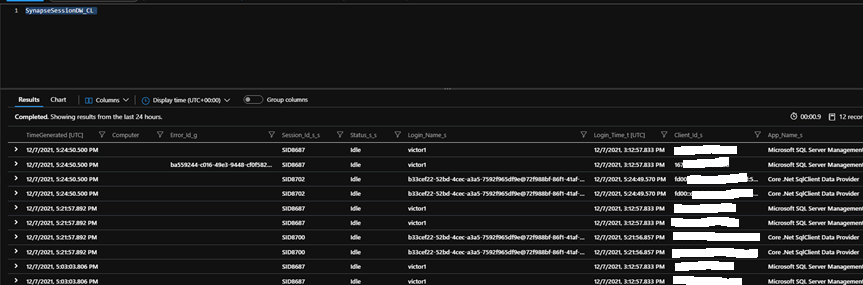 1 SynapseSessionDW_CL
Results Chart Columns Display time (UTC+00:00) Group columns
Completed. Showing results from the last 24 hours. 00:00.9 12 recor
TimeGenerated [UTC] Computer Error_Id_g Session_Id_s_s Status_s_s Login_Name_s Login_Time_t [UTC] Client_Id_s App_Name_s
12/7/2021, 5:24:50.500 PM SID8687 Idle victor1 12/7/2021, 3:12:57.833 PM Microsoft SQL Server Management
12/7/2021, 5:24:50.500 PM ba559244-c016-49e3-9448-cf0f582... SID8687 Idle victor1 12/7/2021, 3:12:57.833 PM 167 Microsoft SQL Server Managemen
12/7/2021, 5:24:50.500 PM SID8702 Idle b33cef22-52bd-4cec-a3a5-7592f965df9e@72f988bf-86f1-41af-... 12/7/2021, 5:24:49.570 PM fd00 Core .Net SqlClient Data Provider
12/7/2021, 5:24:50.500 PM SID8702 Idle b33cef22-52bd-4cec-a3a5-7592f965df9e@72f988bf-86f1-41af-... 12/7/2021, 5:24:49.570 PM fd00: Core .Net SqlClient Data Provider
12/7/2021, 5:21:57.892 PM SID8687 Idle victor1 12/7/2021, 3:12:57.833 PM Microsoft SQL Server Managemen
12/7/2021, 5:21:57.892 PM SID8687 Idle victor1 12/7/2021, 3:12:57.833 PM Microsoft SQL Server Managemen
12/7/2021, 5:21:57.892 PM SID8700 Idle b33cef22-52bd-4cec-a3a5-7592f965df9e@72f988bf-86f1-41af-... 12/7/2021, 5:21:56.857 PM Core .Net SqlClient Data Provider
12/7/2021, 5:21:57.892 PM SID8700 Idle b33cef22-52bd-4cec-a3a5-7592f965df9e@72f988bf-86f1-41af-... 12/7/2021, 5:21:56.857 PM Core .Net SqlClient Data Provider
12/7/2021, 5:03:03.806 PM SID8687 Idle victor1 12/7/2021, 3:12:57.833 PM Microsoft SQL Server Managemen
12/7/2021, 5:03:03.806 PM SID8687 Idle victor1 12/7/2021, 3:12:57.833 PM Microsoft SQL Server Managemen